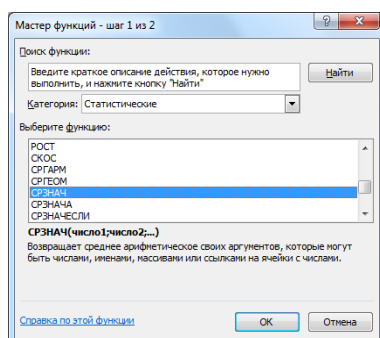 Мастер функций - шаг 1 из 2
Поиск функции:
Введите краткое описание действия, которое нужно
выполнить, и нажмите кнопку "Найти"
Найти
Категория: Статистические
Выберите функцию:
РОСТ
СКОС
СРГАРМ
СРГЕОМ
СРЗНАЧ
СРЗНАЧА
СРЗНАЧЕСЛИ
СРЗНАЧ(число1;число2;...)
Возвращает среднее арифметическое своих аргументов, которые могут
быть числами, именами, массивами или ссылками на ячейки с числами.
Справка по этой функции
ОК
Отмена